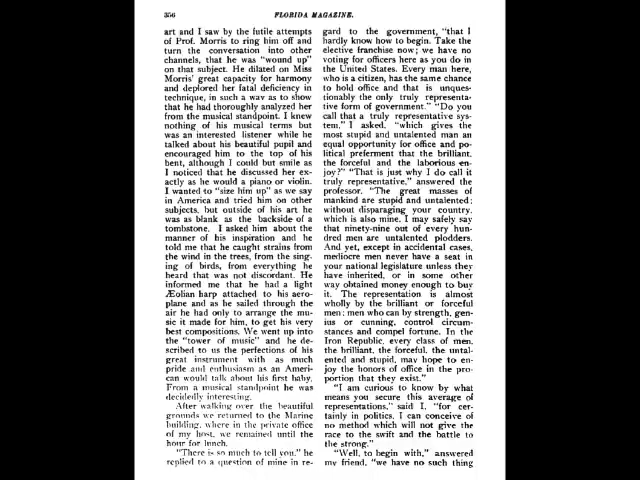 356
FLORIDA MAGAZINE.
art and I saw by the futile attempts
of Prof. Morris to ring him off and
turn the conversation into other
channels, that he was "wound up"
on that subject. He dilated on Miss
Morris' great capacity for harmony
and deplored her fatal deficiency in
technique, in such a way as to show
that he had thoroughly analyzed her
from the musical standpoint. I knew
nothing of his musical terms but
was an interested listener while he
talked about his beautiful pupil and
encouraged him to the top of his
bent, although I could but smile as
I noticed that he discussed her ex-
actly as he would a piano or violin.
I wanted to "size him up" as we say
in America and tried him on other
subjects, but outside of his art he
was as blank as the backside of a
tombstone. I asked him about the
manner of his inspiration and he
told me that he caught strains from
the wind in the trees, from the sing-
ing of birds, from everything he
heard that was not discordant. He
informed me that he had a light
Æolian harp attached to his aero-
plane and as he sailed through the
air he had only to arrange the mu-
sic it made for him, to get his very
best compositions. We went up into
the "tower of music" and he de-
scribed to us the perfections of his
great instrument with as much
pride and enthusiasm as an Ameri-
can would talk about his first baby.
From a musical standpoint he was
decidedly interesting.
After walking over the beautiful
grounds we returned to the Marine
building, where in the private office
of my host, we remained until the
hour for lunch.
"There is so much to tell you," he
replied to a question of mine in re-
gard to the government, "that I
hardly know how to begin. Take the
elective franchise now; we have no
voting for officers here as you do in
the United States. Every man here,
who is a citizen, has the same chance
to hold office and that is unques-
tionably the only truly representa-
tive form of government." "Do you
call that a truly representative sys-
tem," I asked, "which gives the
most stupid and untalented man an
equal opportunity for office and po-
litical preferment that the brilliant,
the forceful and the laborious en-
joy?" "That is just why I do call it
truly representative," answered the
professor. "The great masses of
mankind are stupid and untalented;
without disparaging your country,
which is also mine, I may safely say
that ninety-nine out of every hun-
dred men are untalented plodders.
And yet, except in accidental cases,
mediocre men never have a seat in
your national legislature unless they
have inherited, or in some other
way obtained money enough to buy
it. The representation is almost
wholly by the brilliant or forceful
men; men who can by strength, gen-
ius or cunning, control circum-
stances and compel fortune. In the
Iron Republic, every class of men,
the brilliant, the forceful, the untal-
ented and stupid, may hope to en-
joy the honors of office in the pro-
portion that they exist."
"I am curious to know by what
means you secure this average of
representations," said I, "for cer-
tainly in politics, I can conceive of
no method which will not give the
race to the swift and the battle to
the strong."
"Well, to begin with," answered
my friend, "we have no such thing